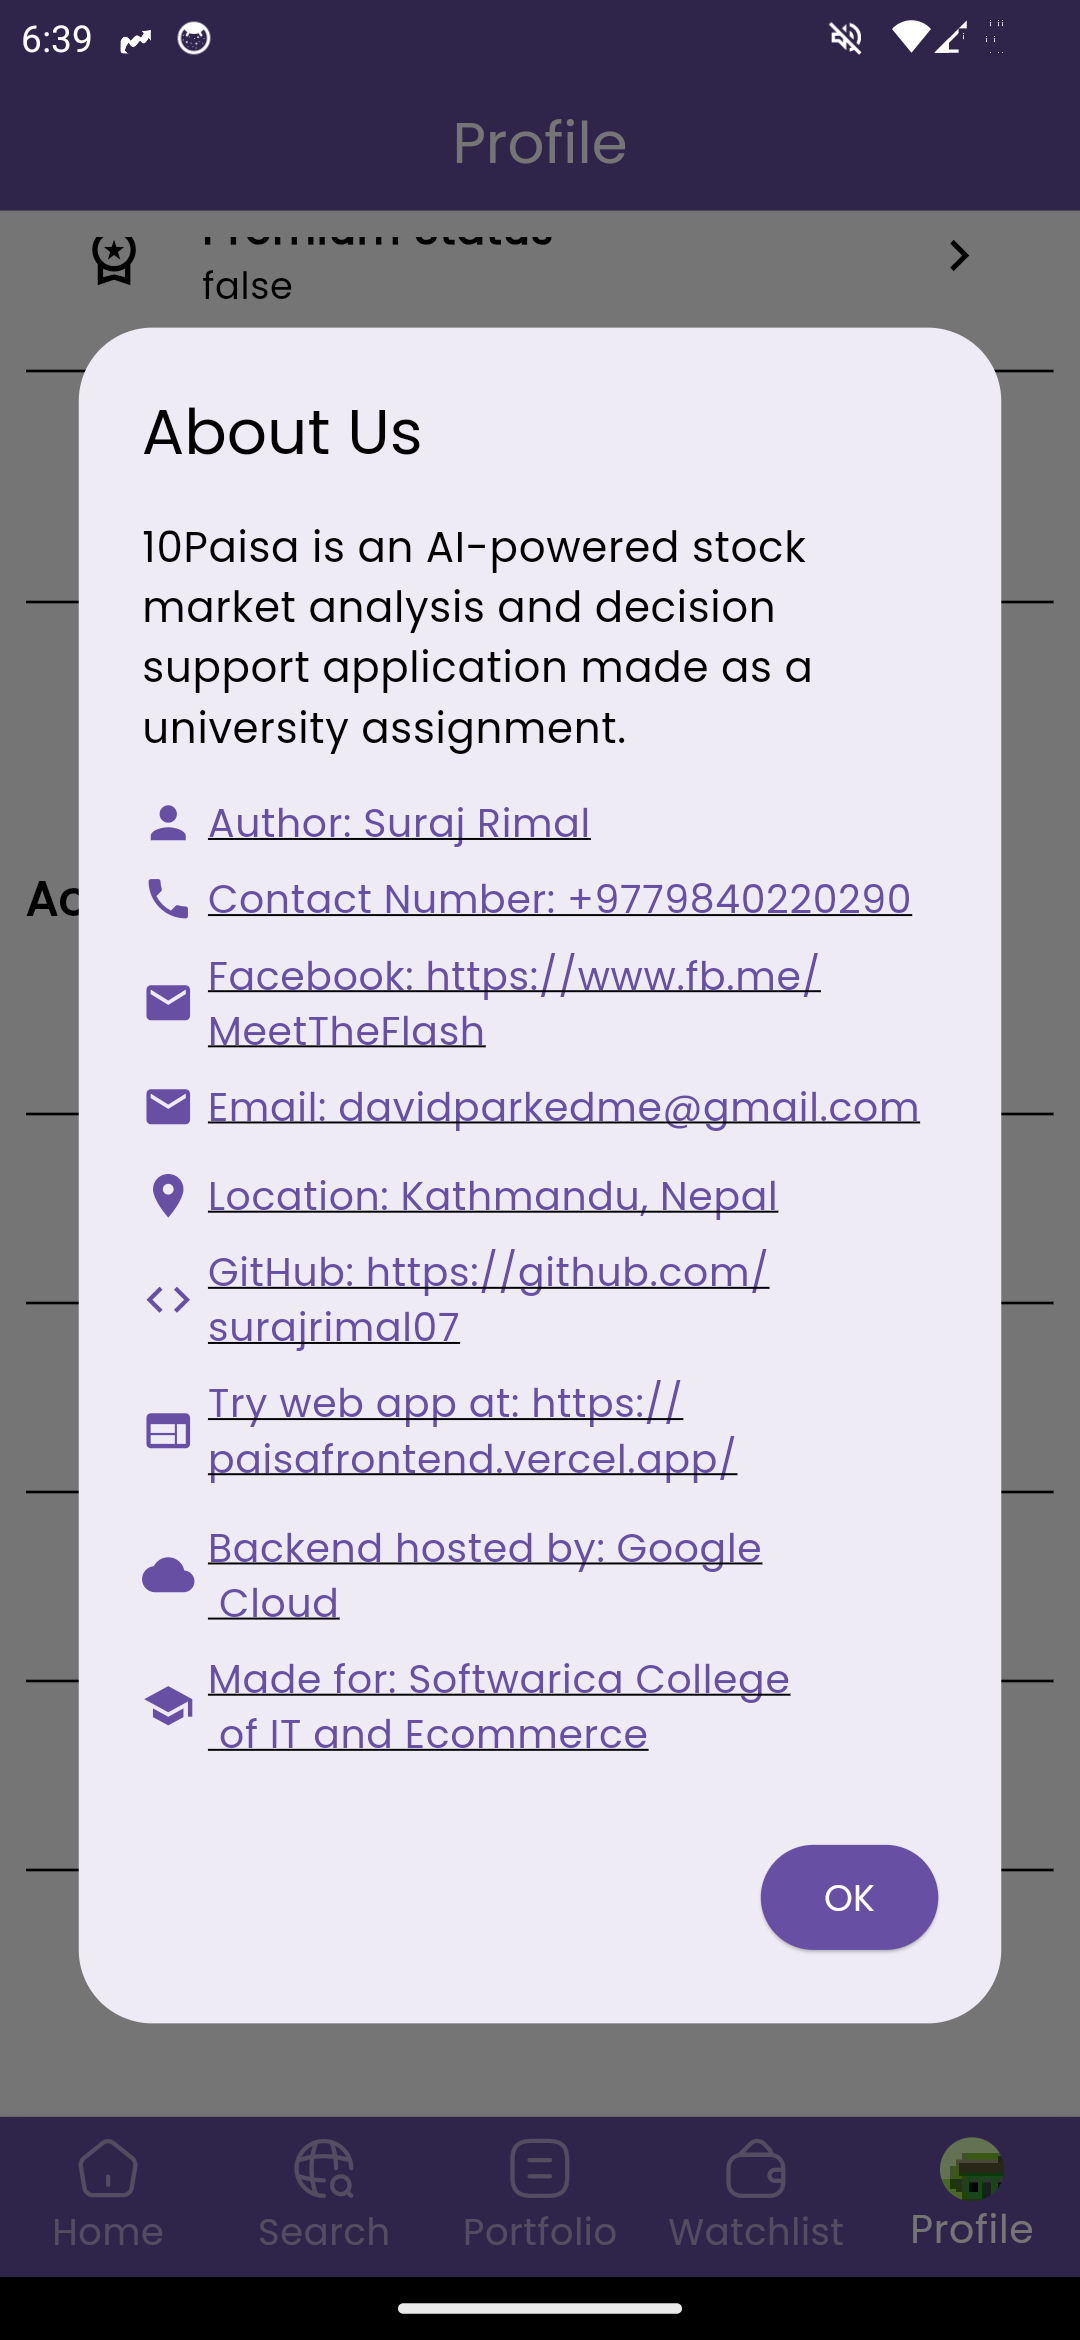 6:39
Profile
Premium Status
false
About Us
10Paisa is an AI-powered stock
market analysis and decision
support application made as a
university assignment.
Author: Suraj Rimal
Contact Number: +9779840220290
Facebook: https://www.fb.me/
MeetTheFlash
Email: davidparkedme@gmail.com
Location: Kathmandu, Nepal
GitHub: https://github.com/
surajrimal07
Try web app at: https://
paisafrontend.vercel.app/
Backend hosted by: Google
Cloud
Made for: Softwarica College
of IT and Ecommerce
OK
Home
Search
Portfolio
Watchlist
Profile